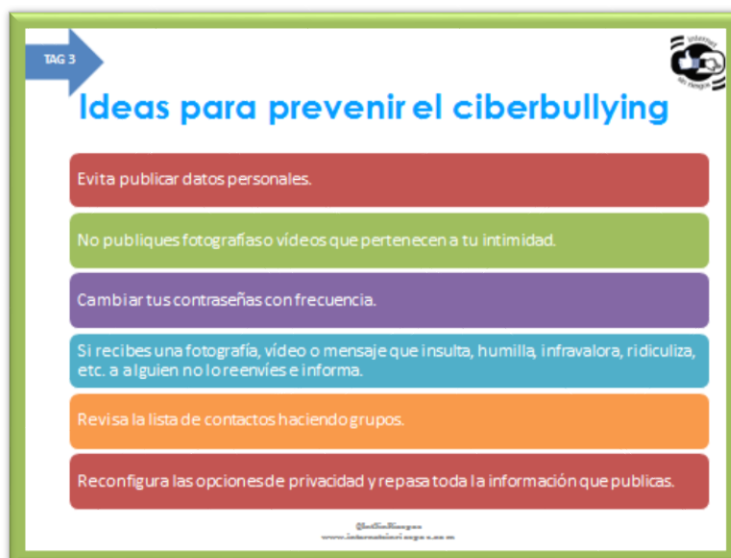 TAG 3
internet
sin riesgos
Ideas para prevenir el ciberbullying
Evita publicar datos personales.
No publiques fotografías o vídeos que pertenecen a tu intimidad.
Cambiar tus contraseñas con frecuencia.
Si recibes una fotografía, vídeo o mensaje que insulta, humilla, infravalora, ridiculiza,
etc. a alguien no lo reenvíes e informa.
Revisa la lista de contactos haciendo grupos.
Reconfigura las opciones de privacidad y repasa toda la información que publicas.